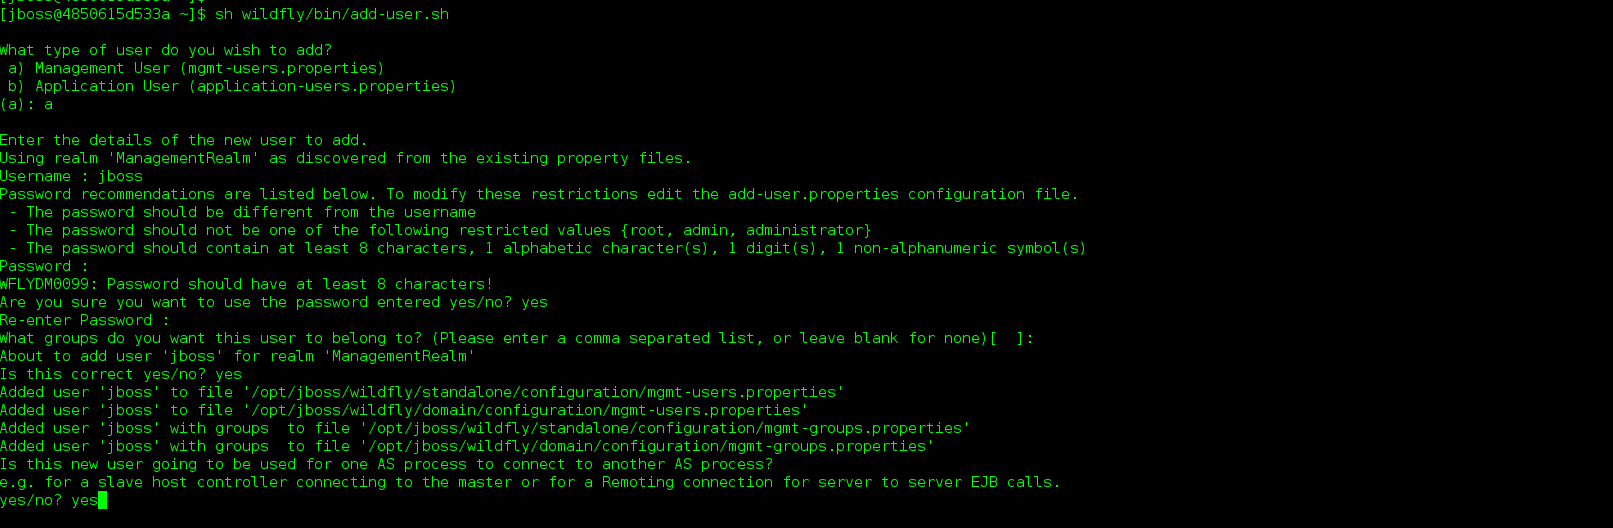 [jboss@4850615d533a ~]$ sh wildfly/bin/add-user.sh
What type of user do you wish to add?
a) Management User (mgmt-users.properties)
b) Application User (application-users.properties)
(a): a
Enter the details of the new user to add.
Using realm 'ManagementRealm' as discovered from the existing property files.
Username : jboss
Password recommendations are listed below. To modify these restrictions edit the add-user.properties configuration file.
- The password should be different from the username
- The password should not be one of the following restricted values {root, admin, administrator}
- The password should contain at least 8 characters, 1 alphabetic character(s), 1 digit(s), 1 non-alphanumeric symbol(s)
Password :
WFLYDM0099: Password should have at least 8 characters!
Are you sure you want to use the password entered yes/no? yes
Re-enter Password :
What groups do you want this user to belong to? (Please enter a comma separated list, or leave blank for none)[  ]:
About to add user 'jboss' for realm 'ManagementRealm'
Is this correct yes/no? yes
Added user 'jboss' to file '/opt/jboss/wildfly/standalone/configuration/mgmt-users.properties'
Added user 'jboss' to file '/opt/jboss/wildfly/domain/configuration/mgmt-users.properties'
Added user 'jboss' with groups  to file '/opt/jboss/wildfly/standalone/configuration/mgmt-groups.properties'
Added user 'jboss' with groups  to file '/opt/jboss/wildfly/domain/configuration/mgmt-groups.properties'
Is this new user going to be used for one AS process to connect to another AS process?
e.g. for a slave host controller connecting to the master or for a Remoting connection for server to server EJB calls.
yes/no? yes